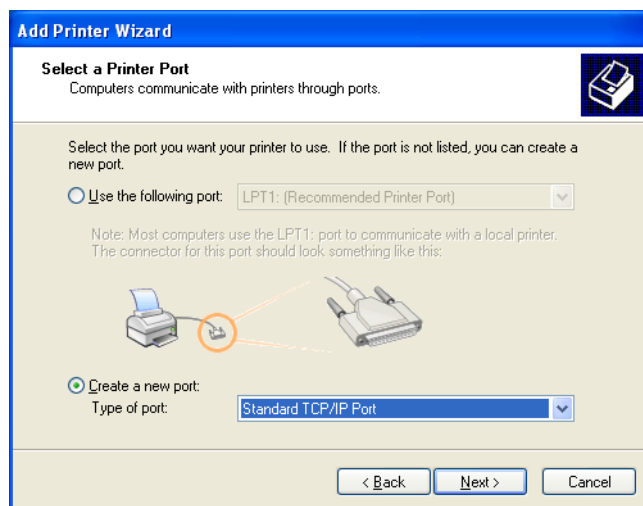 Add Printer Wizard
Select a Printer Port
Computers communicate with printers through ports.
Select the port you want your printer to use. If the port is not listed, you can create a
new port.
Use the following port: LPT1: (Recommended Printer Port)
Note: Most computers use the LPT1: port to communicate with a local printer.
The connector for this port should look something like this:
Create a new port:
Type of port: Standard TCP/IP Port
< Back Next > Cancel